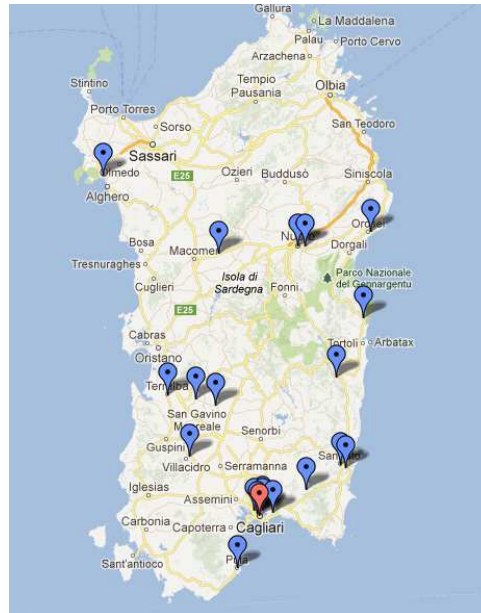 Gallura
La Maddalena
Palau
Porto Cervo
Arzachena
Stintino
Tempio
Pausania
Olbia
Porto Torres
Sorso
San Teodoro
Sassari
Olmedo
E25
Ozieri
Buddusò
Siniscola
Alghero
Bosa
Macomer
Dorgali
Tresnuraghes
Isola di
Sardegna
Parco Nazionale
del Gennargentu
Cuglieri
Fonni
E25
Cabras
Oristano
Tortolì
Arbatax
Terralba
San Gavino
Monreale
Senorbì
Guspini
Villacidro
Serramanna
Iglesias
Assemini
Carbonia
Capoterra
Cagliari
Sant'antioco
Pula